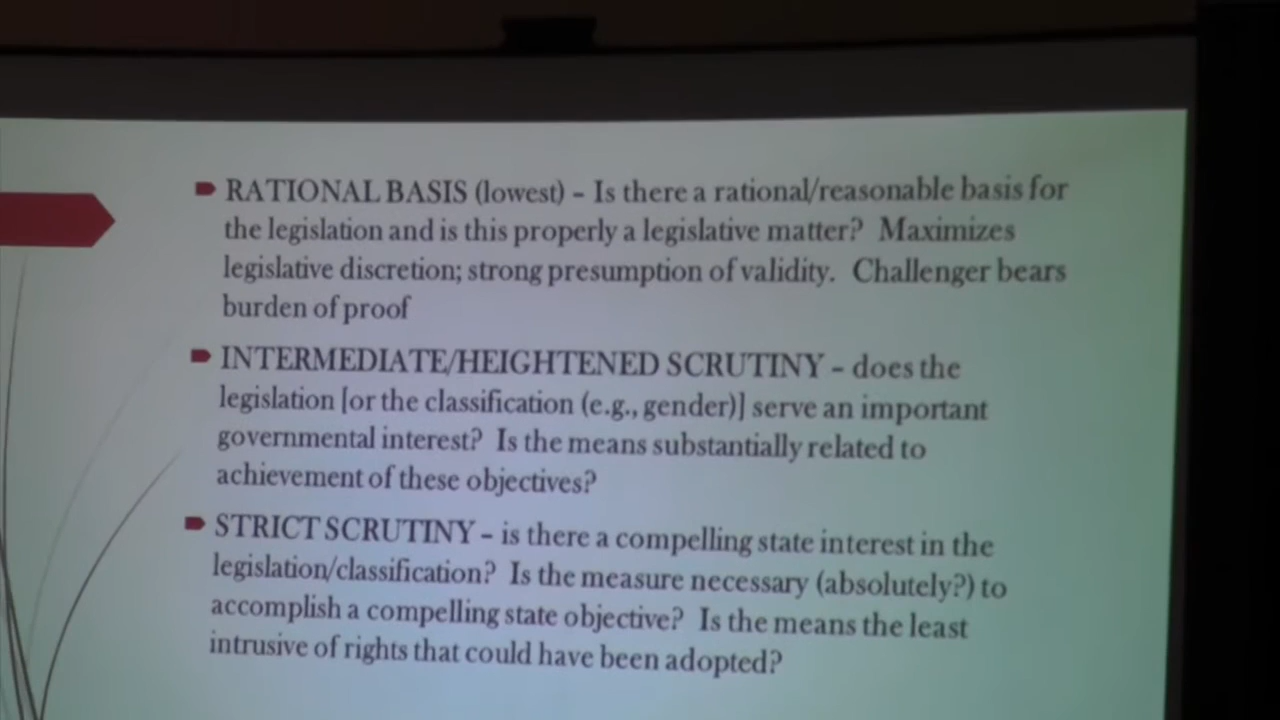 RATIONAL BASIS (lowest) – Is there a rational/reasonable basis for
the legislation and is this properly a legislative matter? Maximizes
legislative discretion; strong presumption of validity. Challenger bears
burden of proof
INTERMEDIATE/HEIGHTENED SCRUTINY – does the
legislation [or the classification (e.g., gender)] serve an important
governmental interest? Is the means substantially related to
achievement of these objectives?
STRICT SCRUTINY – is there a compelling state interest in the
legislation/classification? Is the measure necessary (absolutely?) to
accomplish a compelling state objective? Is the means the least
intrusive of rights that could have been adopted?